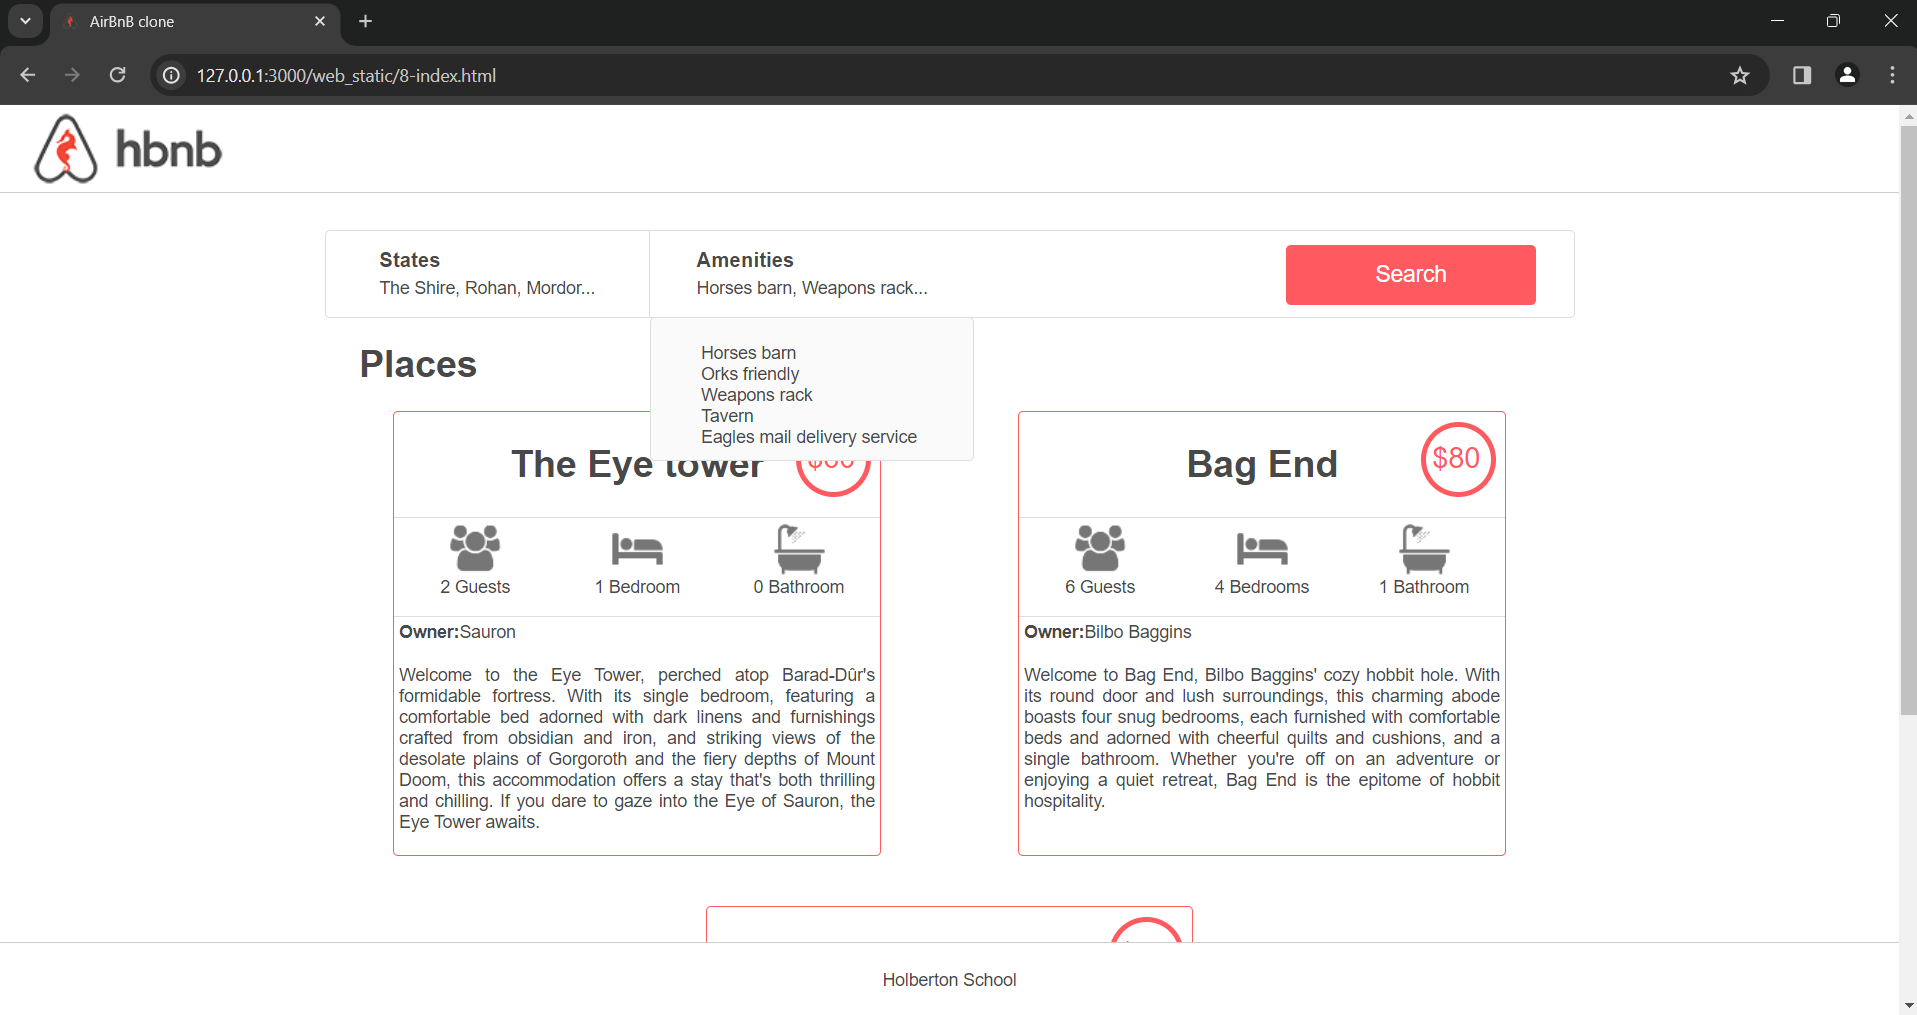 AirBnB clone
127.0.0.1:3000/web_static/8-index.html
hbnb
States
The Shire, Rohan, Mordor...
Amenities
Horses barn, Weapons rack...
Search
Horses barn
Orks friendly
Weapons rack
Tavern
Eagles mail delivery service
Places
The Eye tower
2 Guests
1 Bedroom
0 Bathroom
Owner:Sauron
Welcome to the Eye Tower, perched atop Barad-Dûr's
formidable fortress. With its single bedroom, featuring a
comfortable bed adorned with dark linens and furnishings
crafted from obsidian and iron, and striking views of the
desolate plains of Gorgoroth and the fiery depths of Mount
Doom, this accommodation offers a stay that's both thrilling
and chilling. If you dare to gaze into the Eye of Sauron, the
Eye Tower awaits.
Bag End
$80
6 Guests
4 Bedrooms
1 Bathroom
Owner:Bilbo Baggins
Welcome to Bag End, Bilbo Baggins' cozy hobbit hole. With
its round door and lush surroundings, this charming abode
boasts four snug bedrooms, each furnished with comfortable
beds and adorned with cheerful quilts and cushions, and a
single bathroom. Whether you're off on an adventure or
enjoying a quiet retreat, Bag End is the epitome of hobbit
hospitality.
Holberton School